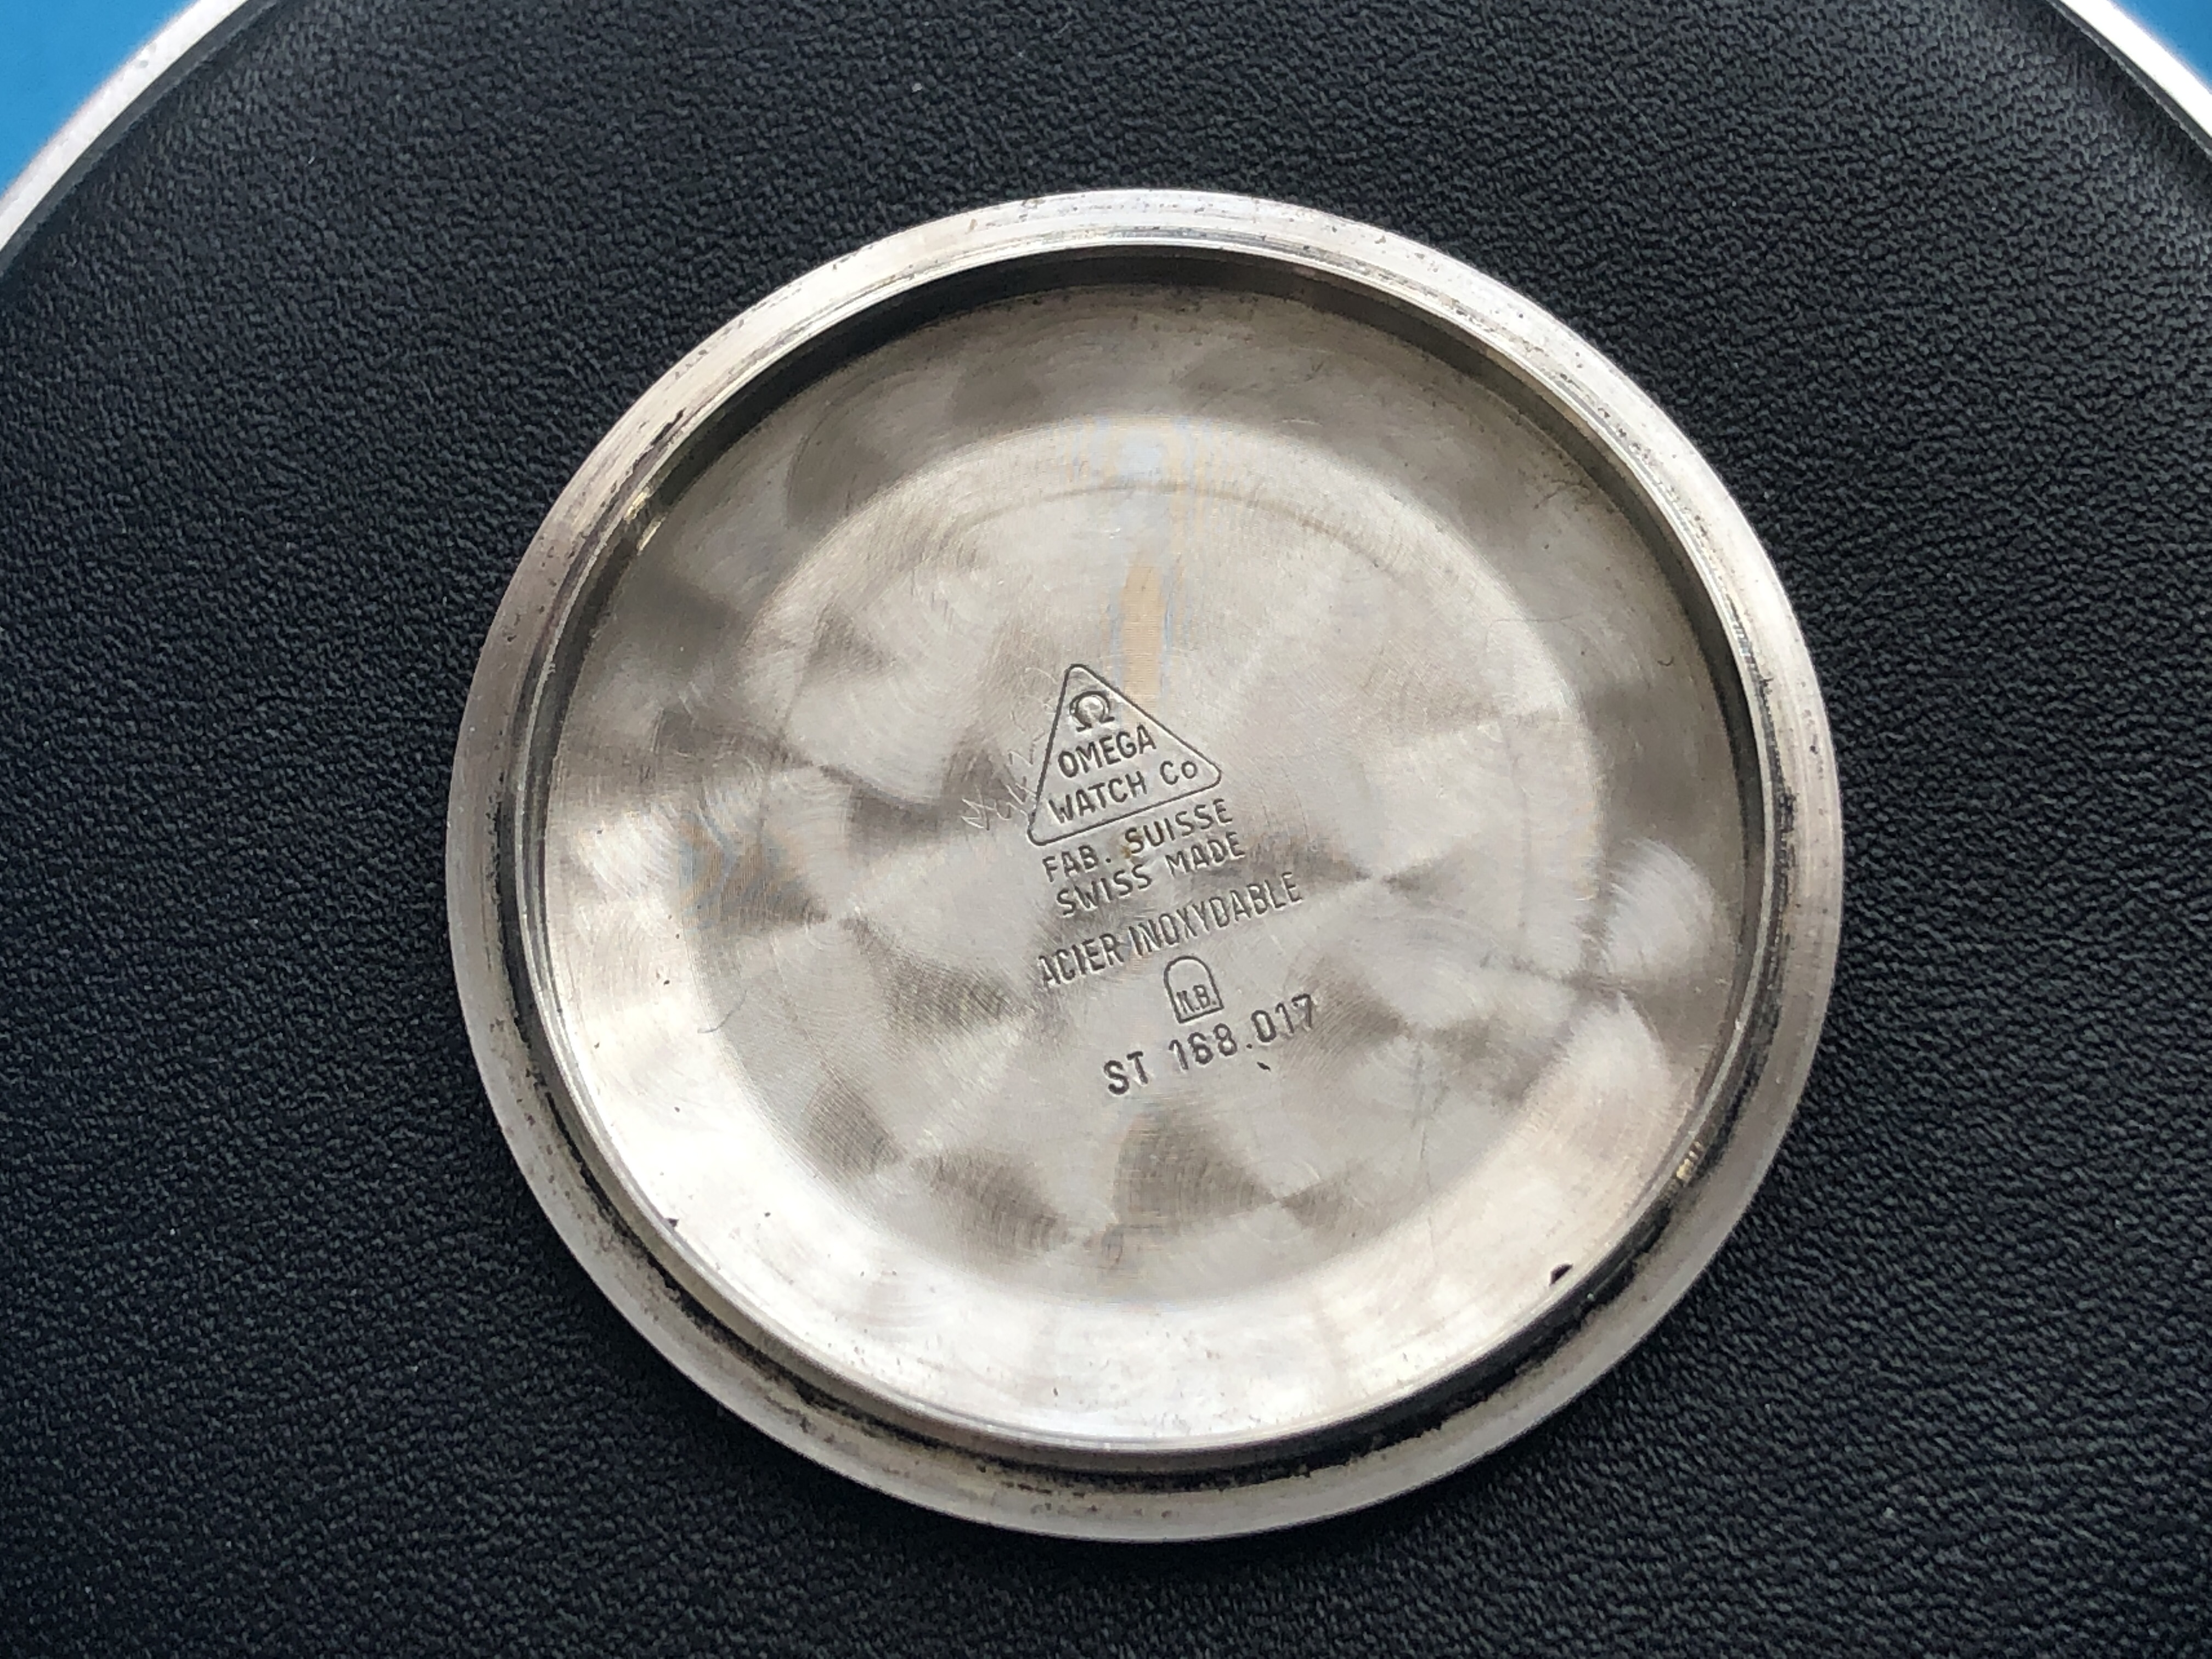 Ω
OMEGA
WATCH Co
FAB. SUISSE
SWISS MADE
ACIER INOXYDABLE
N.B.
ST 168.017